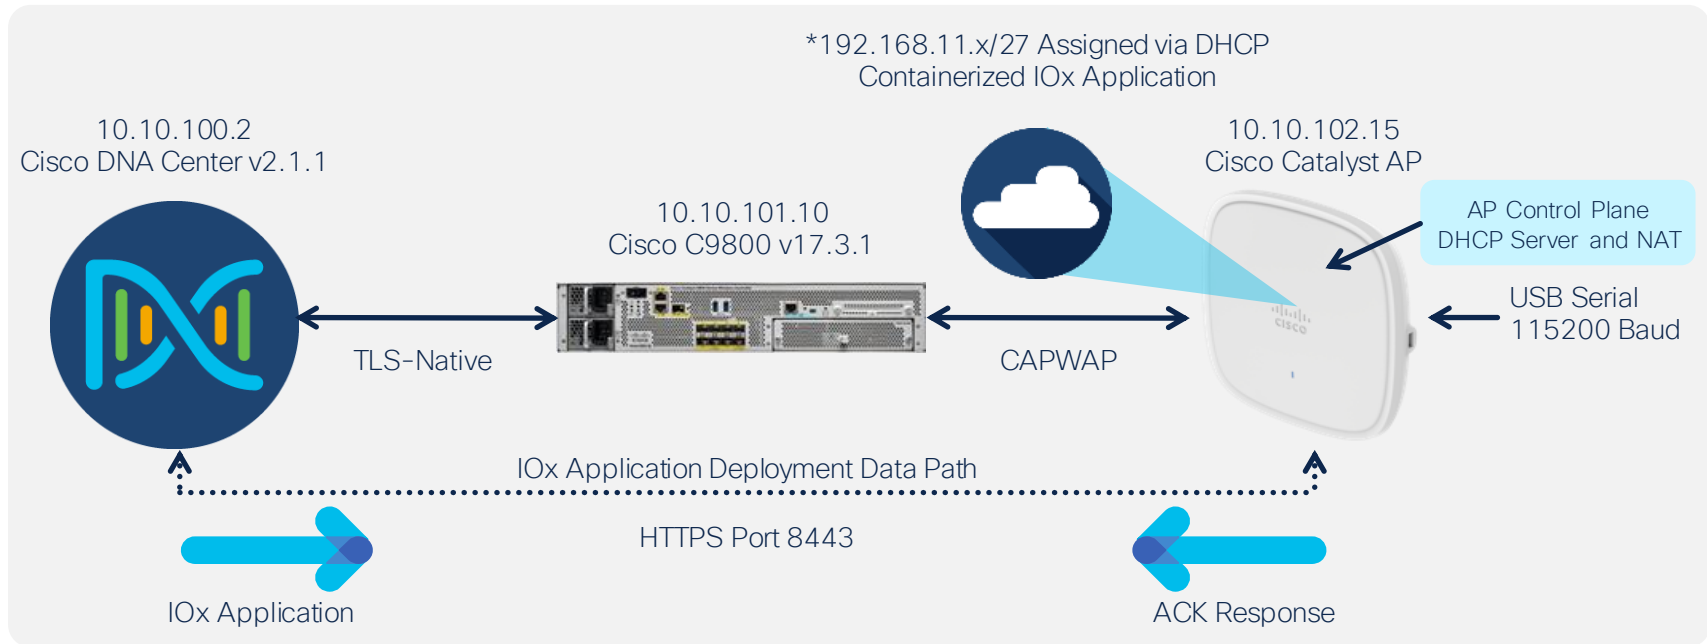 *192.168.11.x/27 Assigned via DHCP
Containerized IOx Application
10.10.100.2
Cisco DNA Center v2.1.1
10.10.101.10
Cisco C9800 v17.3.1
10.10.102.15
Cisco Catalyst AP
AP Control Plane
DHCP Server and NAT
USB Serial
115200 Baud
CISCO
TLS-Native
CAPWAP
IOx Application Deployment Data Path
HTTPS Port 8443
IOx Application
ACK Response